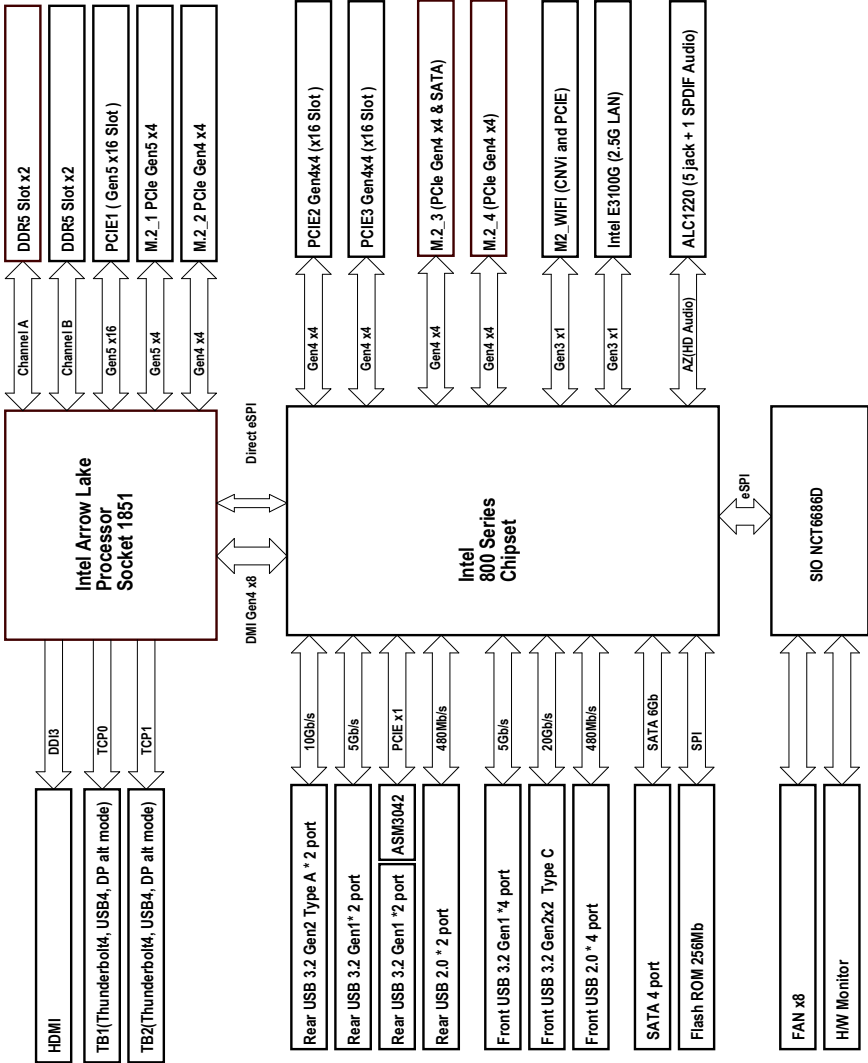 DDR5 Slot x2
DDR5 Slot x2
PCIE1 ( Gen5 x16 Slot )
M.2_1 PCIe Gen5 x4
M.2_2 PCIe Gen4 x4
Channel A
Channel B
Gen5 x16
Gen5 x4
Gen4 x4
Intel Arrow Lake
Processor
Socket 1851
DDI3
TCP0
TCP1
HDMI
TB1(Thunderbolt4, USB4, DP alt mode)
TB2(Thunderbolt4, USB4, DP alt mode)
Direct eSPI
DMI Gen4 x8
PCIE2 Gen4x4 (x16 Slot )
PCIE3 Gen4x4 (x16 Slot )
M.2_3 (PCIe Gen4 x4 & SATA)
M.2_4 (PCIe Gen4 x4)
M2_WIFI (CNVi and PCIE)
Intel E3100G (2.5G LAN)
ALC1220 (5 jack + 1 SPDIF Audio)
Gen4 x4
Gen4 x4
Gen4 x4
Gen4 x4
Gen3 x1
Gen3 x1
AZ(HD Audio)
Intel
800 Series
Chipset
10Gb/s
5Gb/s
PCIE x1
480Mb/s
5Gb/s
20Gb/s
480Mb/s
SATA 6Gb
SPI
Rear USB 3.2 Gen2 Type A * 2 port
Rear USB 3.2 Gen1* 2 port
Rear USB 3.2 Gen1 *2 port
ASM3042
Rear USB 2.0 * 2 port
Front USB 3.2 Gen1 *4 port
Front USB 3.2 Gen2x2 Type C
Front USB 2.0 * 4 port
SATA 4 port
Flash ROM 256Mb
eSPI
SIO NCT6686D
FAN x8
H/W Monitor